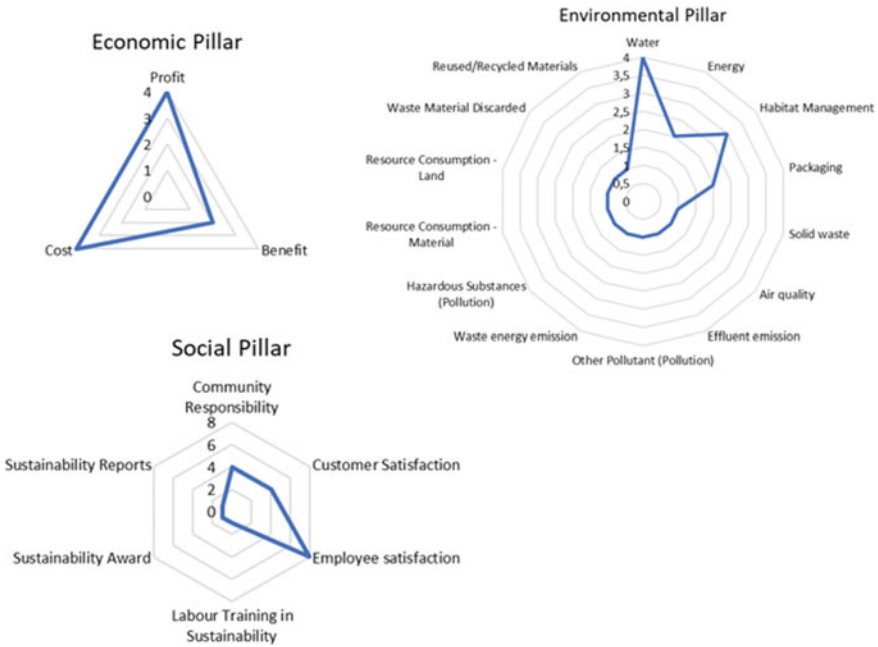 Economic Pillar
Profit
4
3
2
1
0
Cost
Benefit
Environmental Pillar
Water
4
3,5
3
2,5
2
1,5
1
0,5
0
Energy
Habitat Management
Packaging
Solid waste
Air quality
Effluent emission
Other Pollutant (Pollution)
Waste energy emission
Hazardous Substances
(Pollution)
Resource Consumption -
Material
Resource Consumption -
Land
Waste Material Discarded
Reused/Recycled Materials
Social Pillar
Community
Responsibility
8
6
4
2
0
Customer Satisfaction
Employee satisfaction
Labour Training in
Sustainability
Sustainability Award
Sustainability Reports